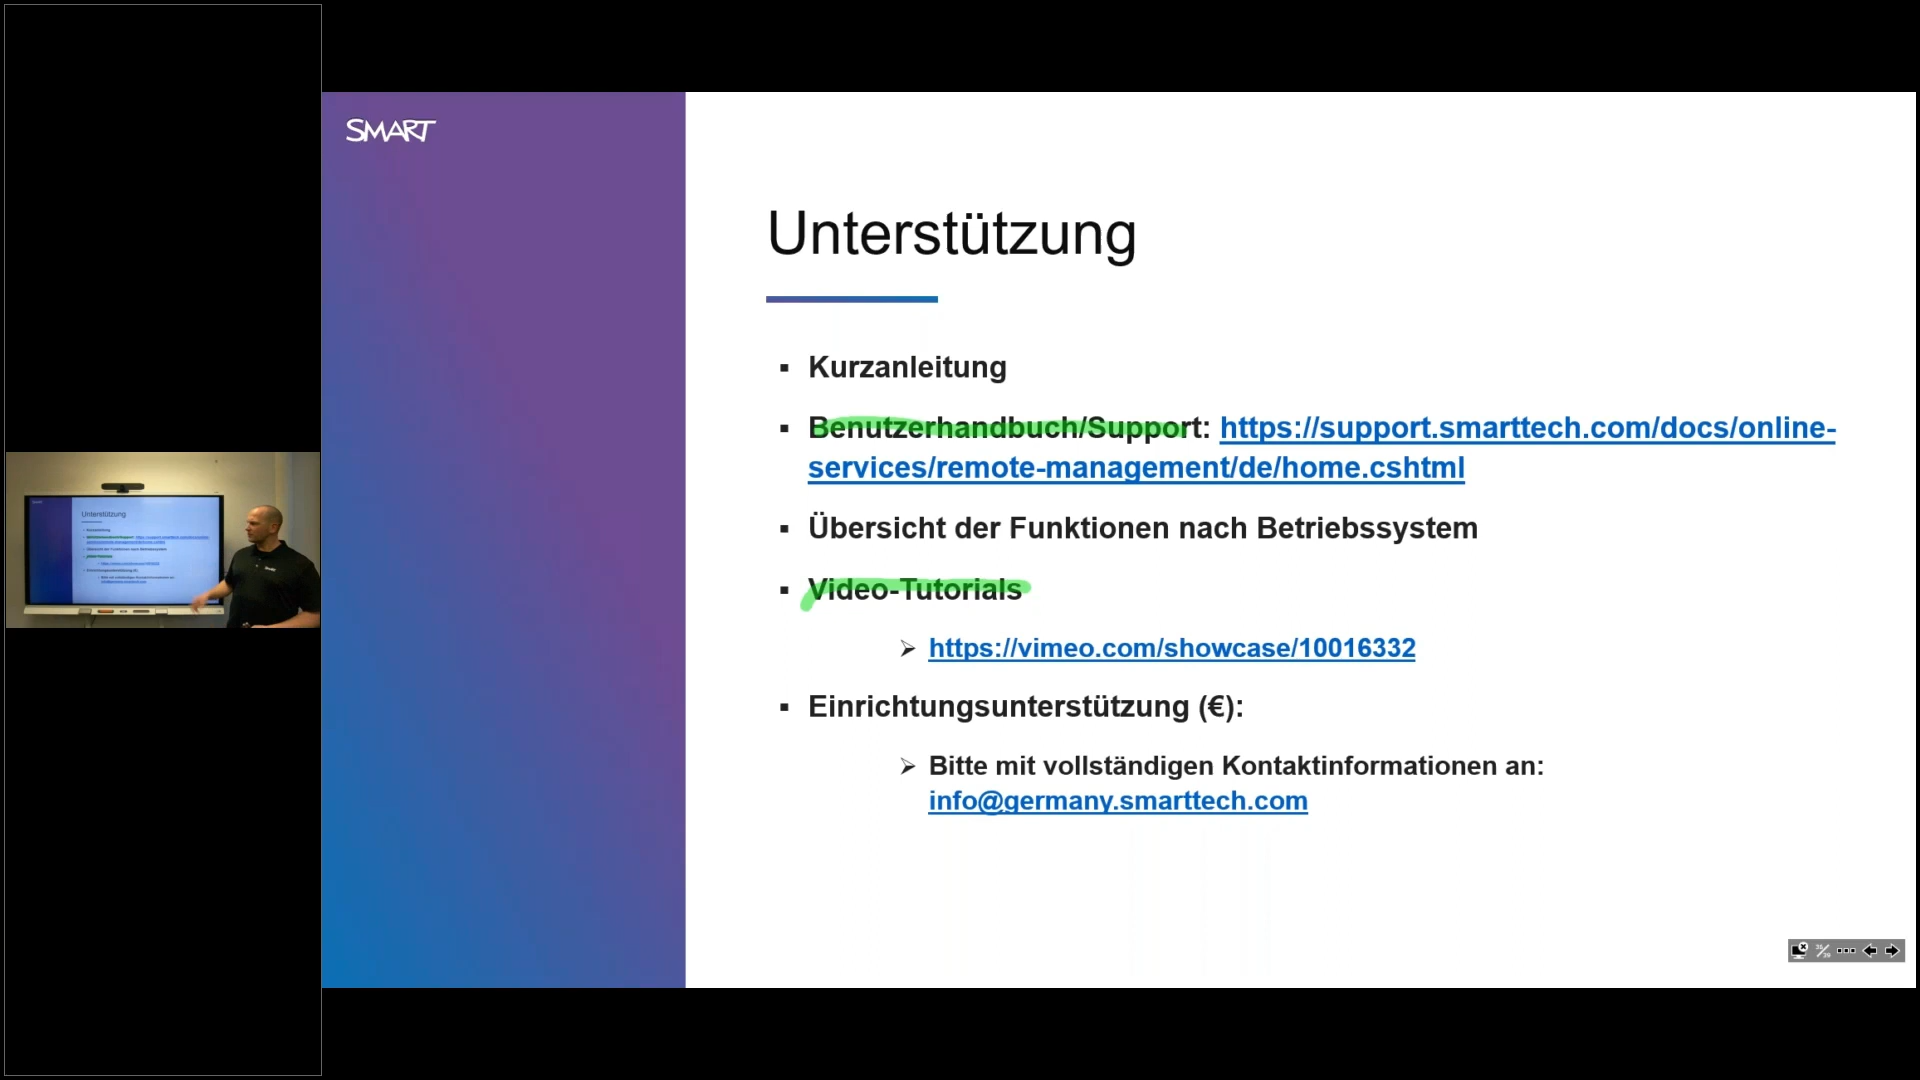 SMART
Unterstützung
Kurzanleitung
Benutzerhandbuch/Support: https://support.smarttech.com/docs/online-
services/remote-management/de/home.cshtml
Übersicht der Funktionen nach Betriebssystem
Video-Tutorials
https://vimeo.com/showcase/10016332
Einrichtungsunterstützung (€):
Bitte mit vollständigen Kontaktinformationen an:
info@germany.smarttech.com
Unterstützung